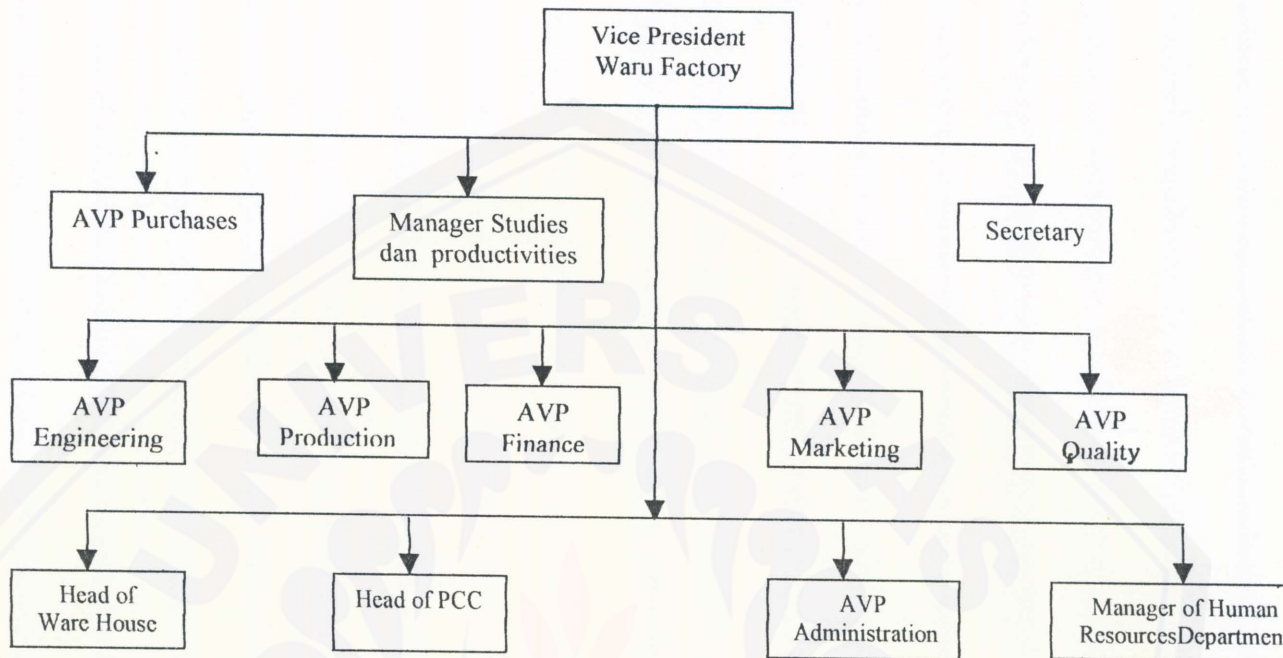 Vice President
Waru Factory
AVP Purchases
Manager Studies
dan productivities
Secretary
AVP
Engineering
AVP
Production
AVP
Finance
AVP
Marketing
AVP
Quality
Head of
Ware House
Head of PCC
AVP
Administration
Manager of Human
ResourcesDepartmen
UNIVERSITAS